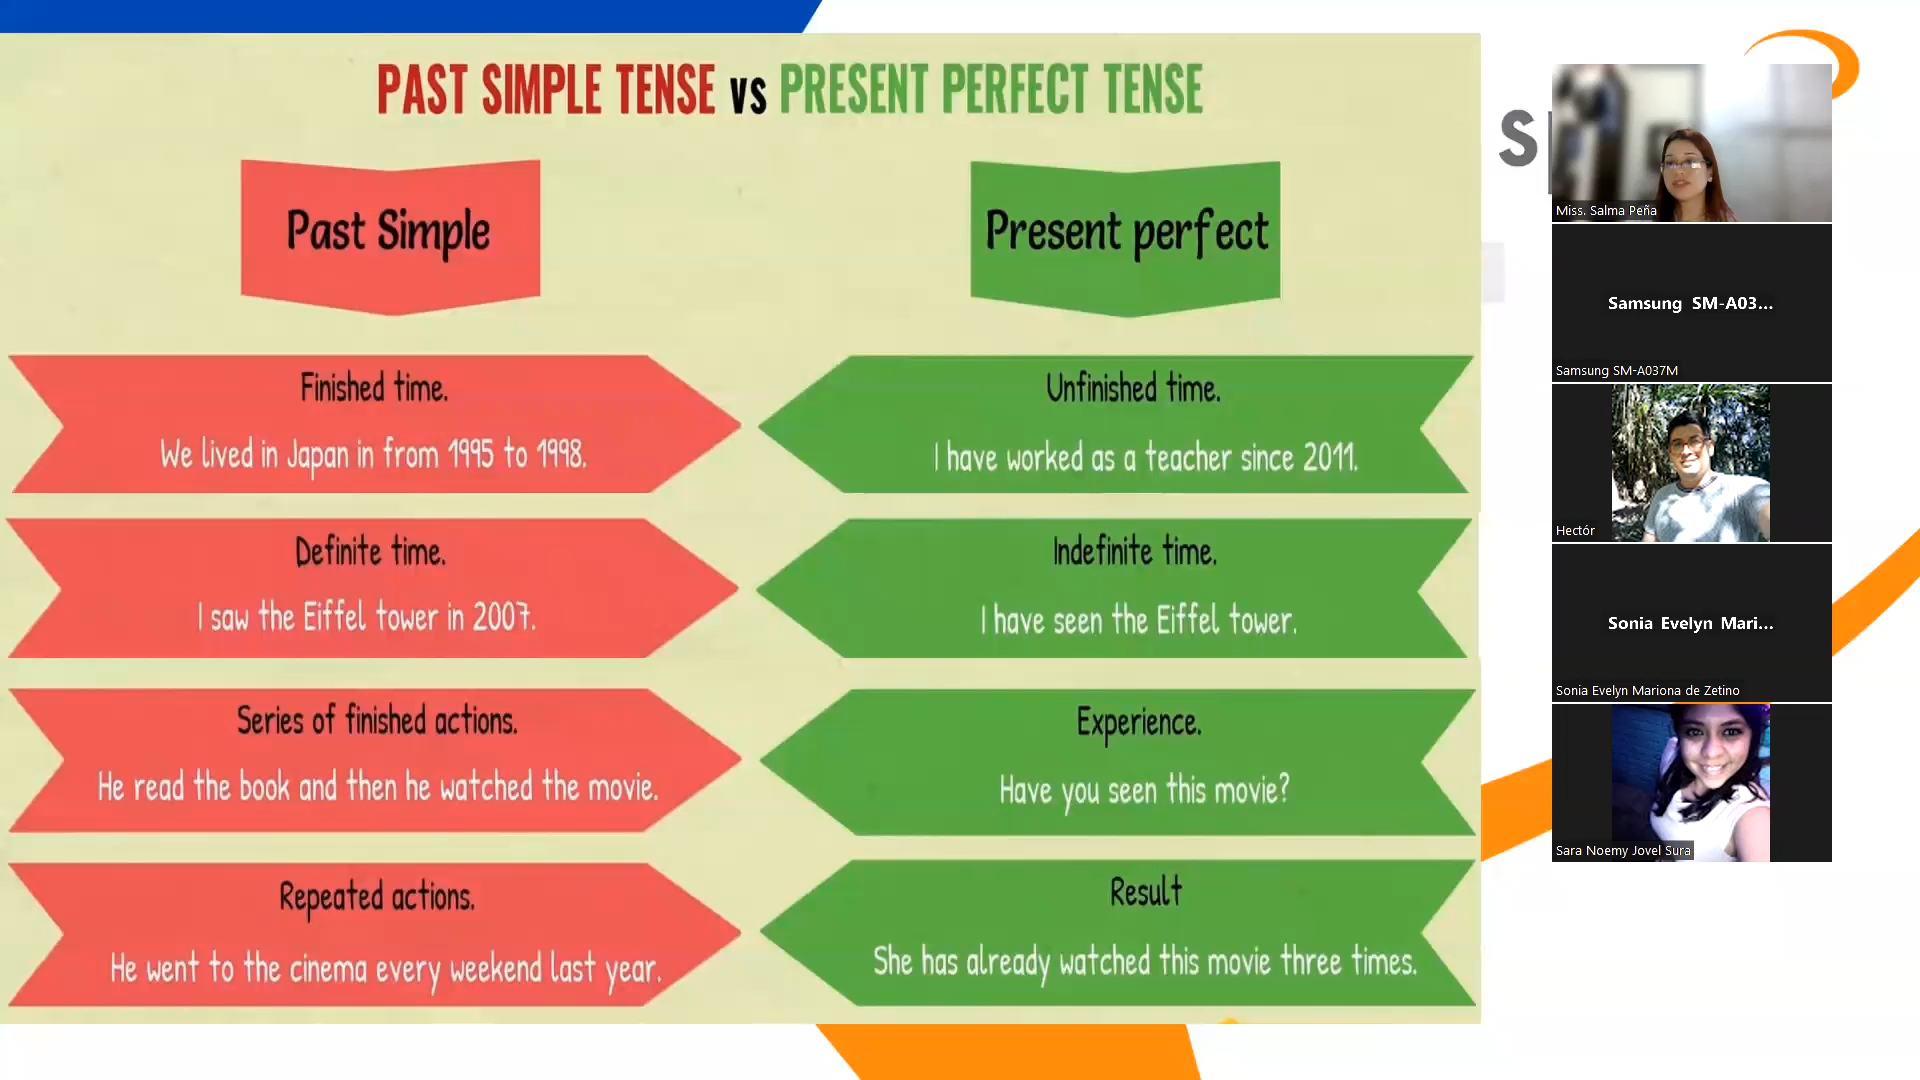 PAST SIMPLE TENSE vs PRESENT PERFECT TENSE
Past Simple
Present perfect
Finished time.
We lived in Japan in from 1995 to 1998.
Unfinished time.
I have worked as a teacher since 2011.
Definite time.
I saw the Eiffel tower in 2007.
Indefinite time.
I have seen the Eiffel tower.
Series of finished actions.
He read the book and then he watched the movie.
Experience.
Have you seen this movie?
Repeated actions.
He went to the cinema every weekend last year.
Result
She has already watched this movie three times.
Miss. Salma Peña
Samsung SM-A03...
Samsung SM-A037M
Hectór
Sonia Evelyn Mari...
Sonia Evelyn Mariona de Zetino
Sara Noemy Jovel Sura